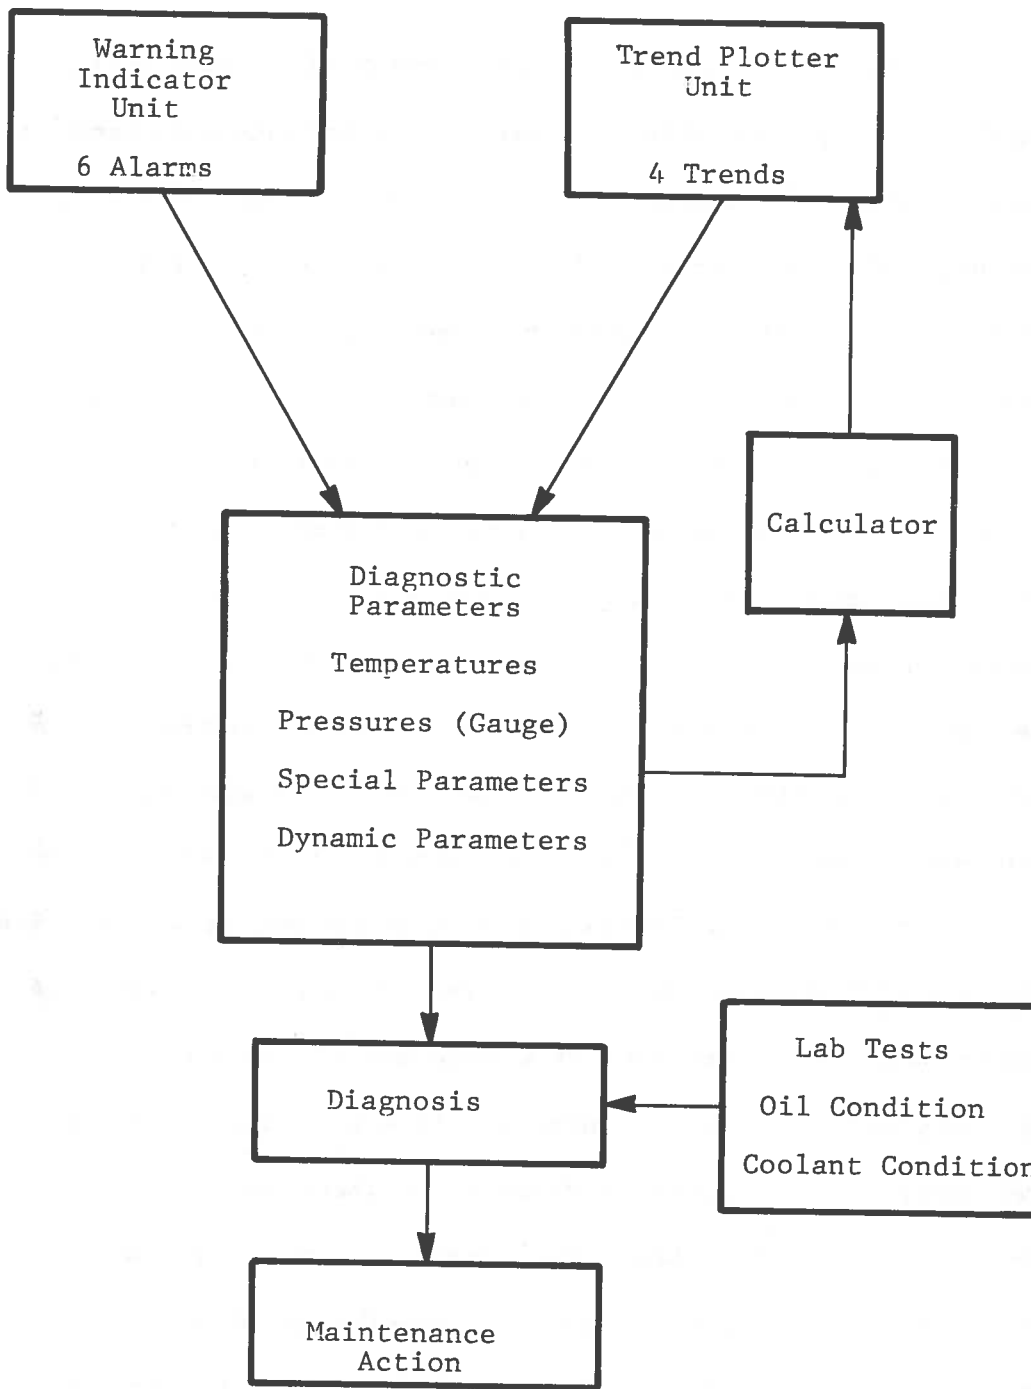 Warning
Indicator
Unit
6 Alarms
Trend Plotter
Unit
4 Trends
Calculator
Diagnostic
Parameters
Temperatures
Pressures (Gauge)
Special Parameters
Dynamic Parameters
Lab Tests
Oil Condition
Coolant Condition
Diagnosis
Maintenance
Action